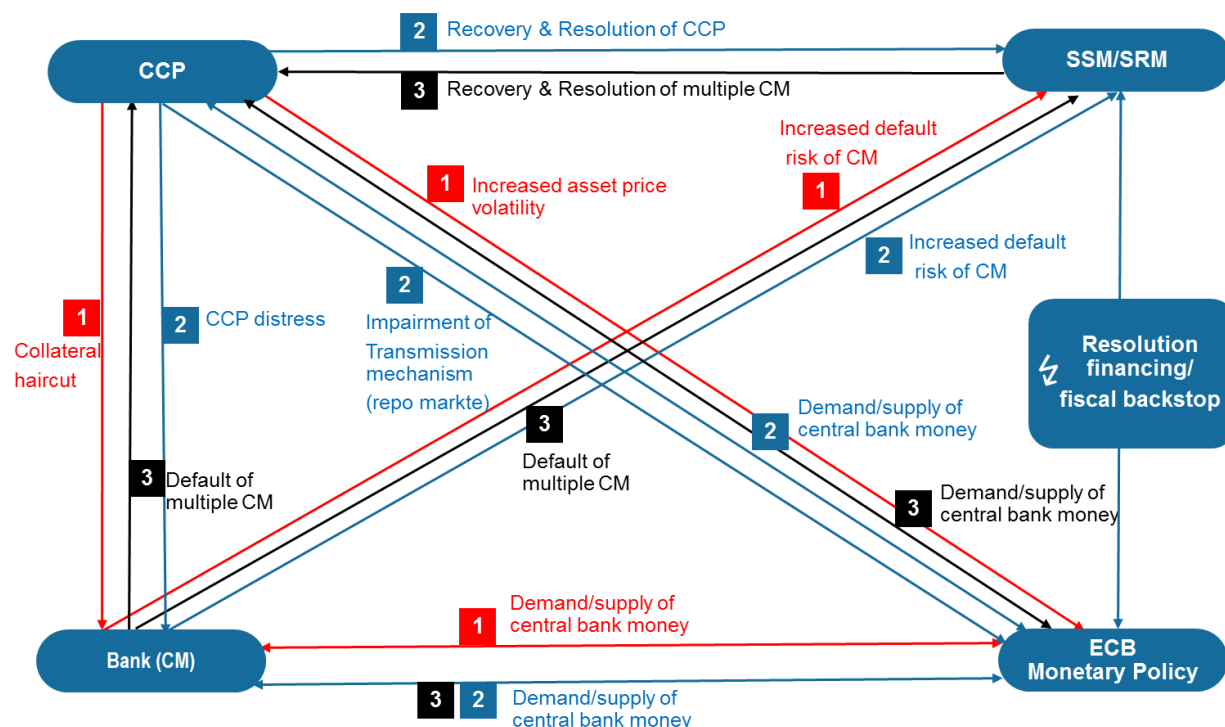 2 Recovery & Resolution of CCP
CCP
SSM/SRM
3 Recovery & Resolution of multiple CM
Increased default
risk of CM
1
1 Increased asset price
volatility
2 Increased default
risk of CM
2
Impairment of
Transmission
mechanism
(repo markte)
1
Collateral
haircut
2 CCP distress
Resolution
financing/
fiscal backstop
2 Demand/supply of
central bank money
3
Default of
multiple CM
3 Default of
multiple CM
3 Demand/supply of
central bank money
1 Demand/supply of
central bank money
Bank (CM)
ECB
Monetary Policy
3 2 Demand/supply of
central bank money